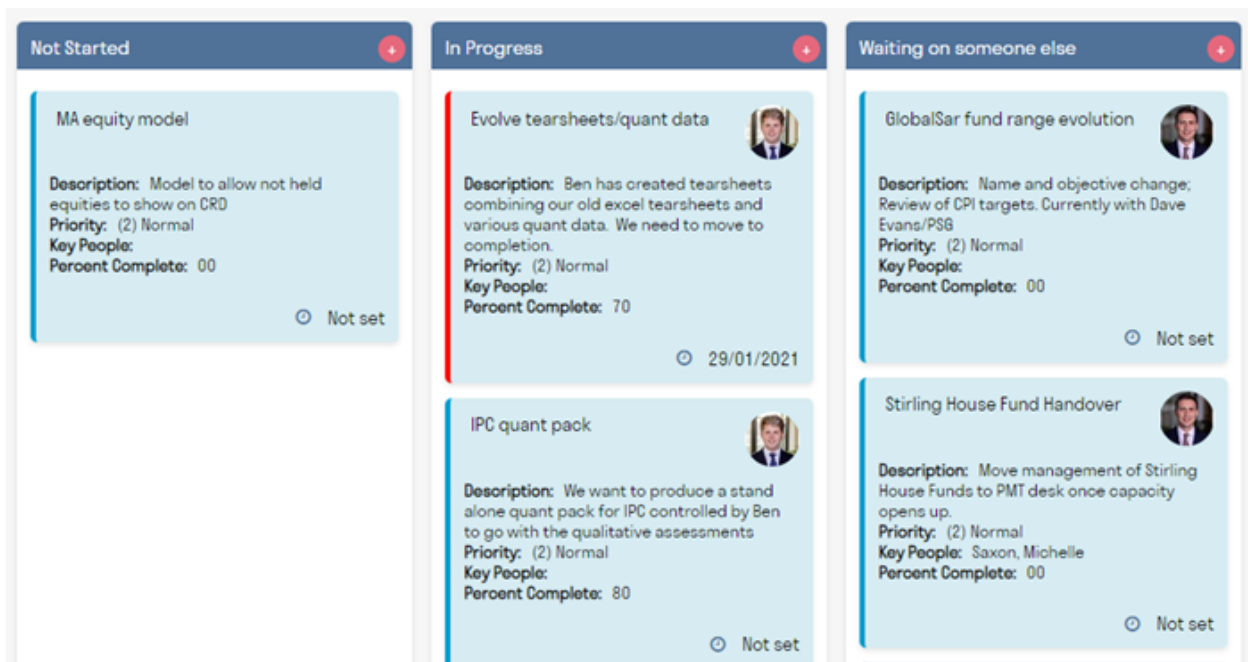 Not Started
+
MA equity model
Description: Model to allow not held
equities to show on CRD
Priority: (2) Normal
Key People:
Percent Complete: 00
Not set
In Progress
+
Evolve tearsheets/quant data
Description: Ben has created tearsheets
combining our old excel tearsheets and
various quant data. We need to move to
completion.
Priority: (2) Normal
Key People:
Percent Complete: 70
29/01/2021
IPC quant pack
Description: We want to produce a stand
alone quant pack for IPC controlled by Ben
to go with the qualitative assessments
Priority: (2) Normal
Key People:
Percent Complete: 80
Not set
Waiting on someone else
+
GlobalSar fund range evolution
Description: Name and objective change;
Review of CPI targets. Currently with Dave
Evans/PSG
Priority: (2) Normal
Key People:
Percent Complete: 00
Not set
Stirling House Fund Handover
Description: Move management of Stirling
House Funds to PMT desk once capacity
opens up.
Priority: (2) Normal
Key People: Saxon, Michelle
Percent Complete: 00
Not set